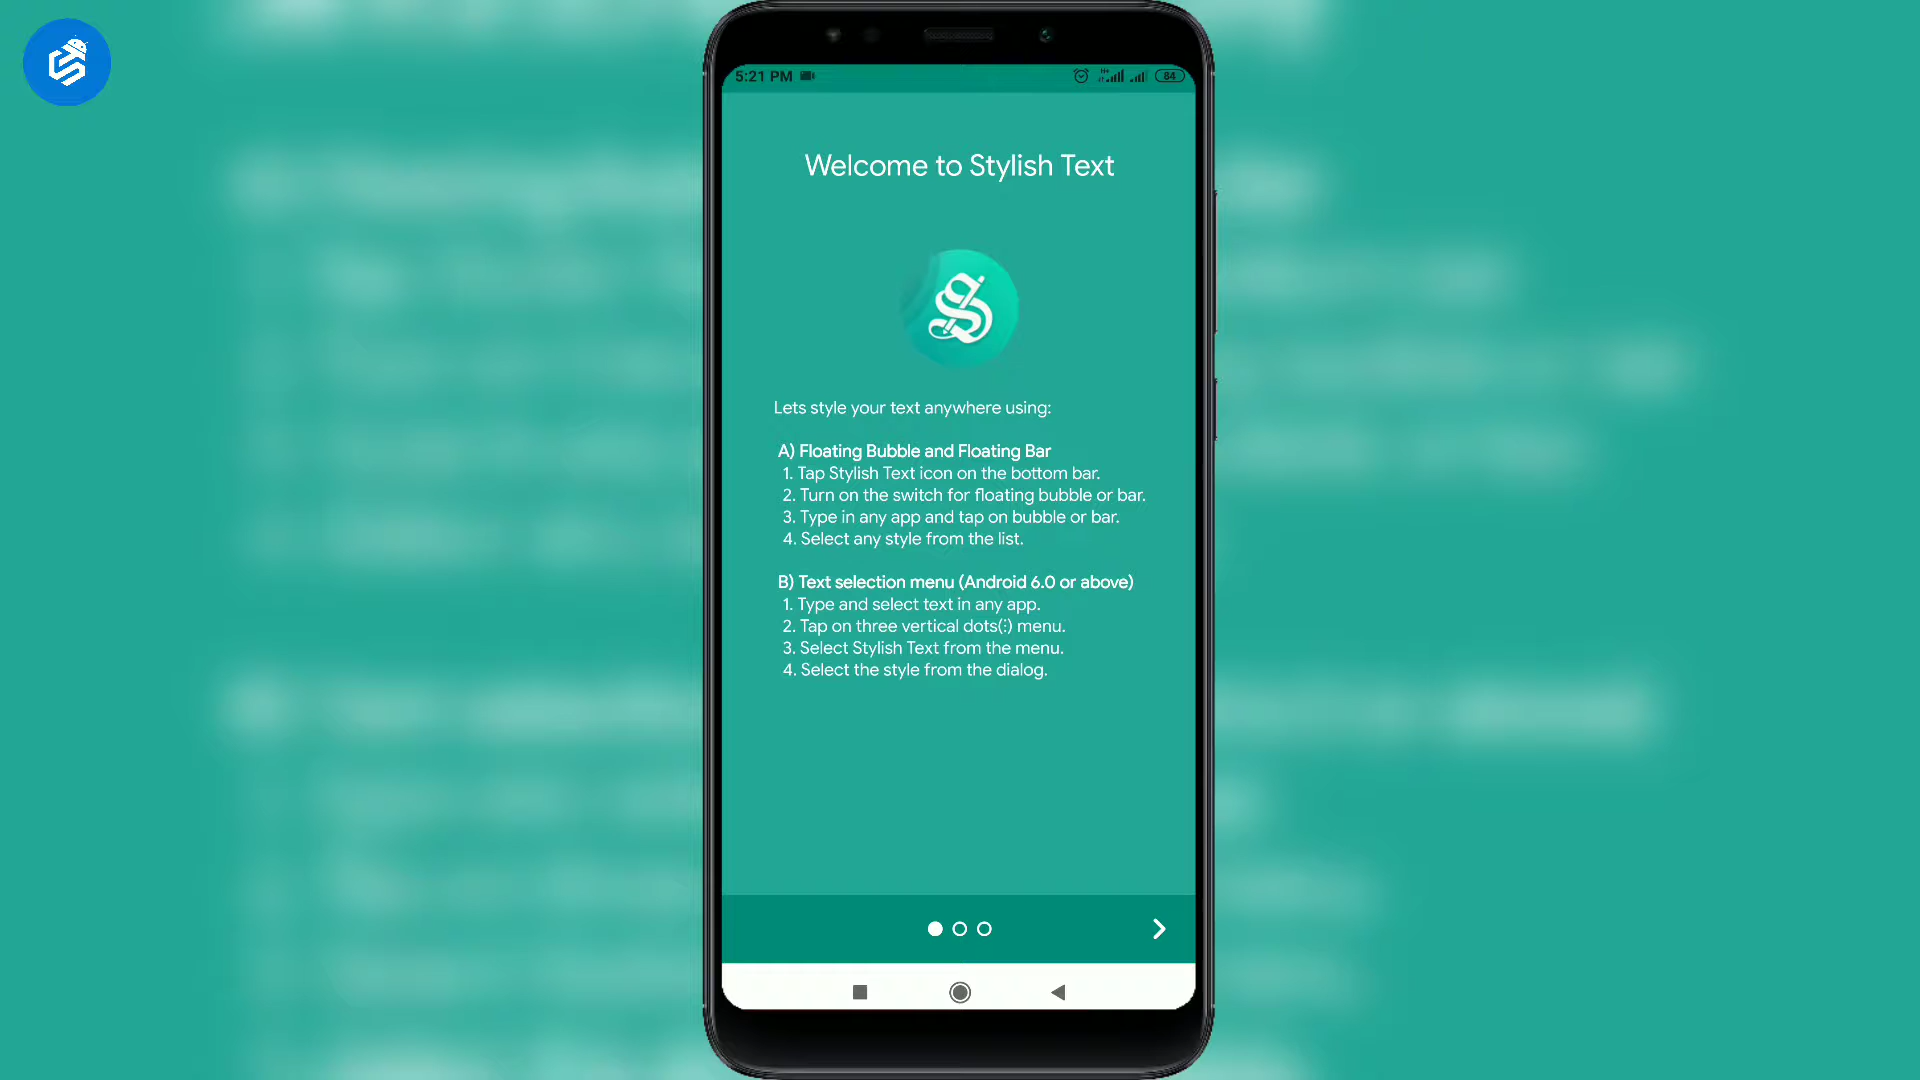 5:21 PM
84
Welcome to Stylish Text
Lets style your text anywhere using:
A) Floating Bubble and Floating Bar
1. Tap Stylish Text icon on the bottom bar.
2. Turn on the switch for floating bubble or bar.
3. Type in any app and tap on bubble or bar.
4. Select any style from the list.
B) Text selection menu (Android 6.0 or above)
1. Type and select text in any app.
2. Tap on three vertical dots(⋮) menu.
3. Select Stylish Text from the menu.
4. Select the style from the dialog.